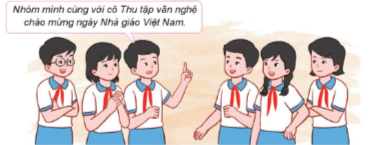 Nhóm mình cùng với cô Thu tập văn nghệ
chào mừng ngày Nhà giáo Việt Nam.